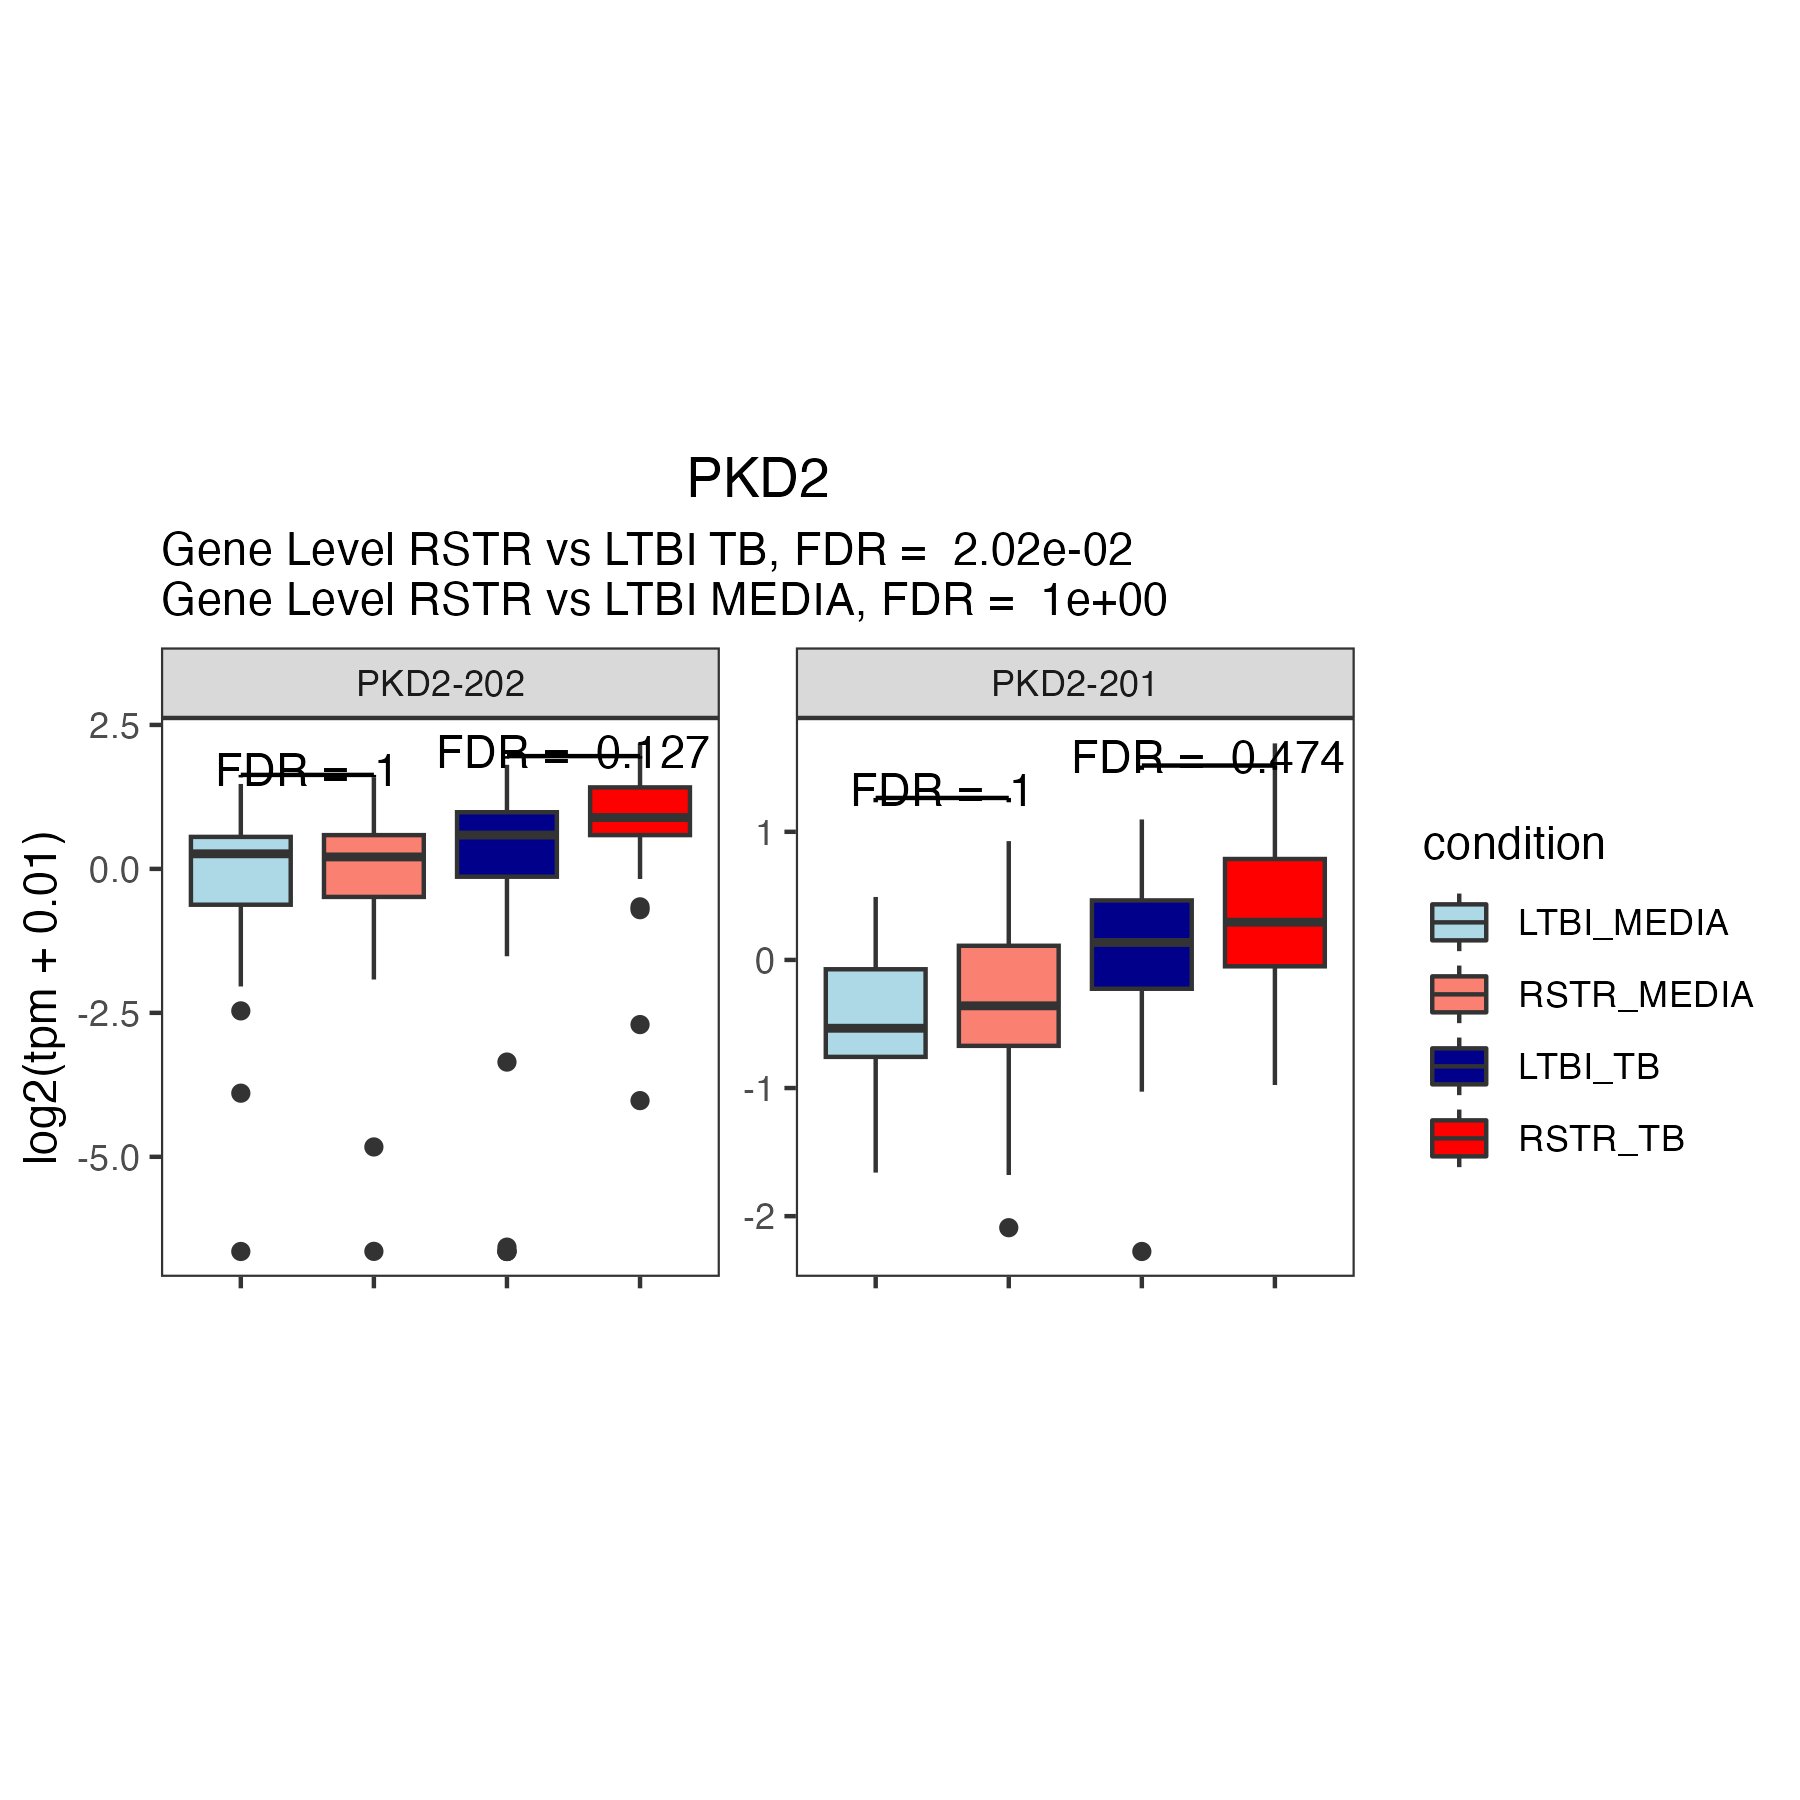 PKD2
Gene Level RSTR vs LTBI TB, FDR =  2.02e-02
Gene Level RSTR vs LTBI MEDIA, FDR =  1e+00
PKD2-202
PKD2-201
log2(tpm + 0.01)
2.5
0.0
-2.5
-5.0
FDR =  1
FDR =  0.127
1
0
-1
-2
FDR =  1
FDR =  0.474
condition
LTBI_MEDIA
RSTR_MEDIA
LTBI_TB
RSTR_TB